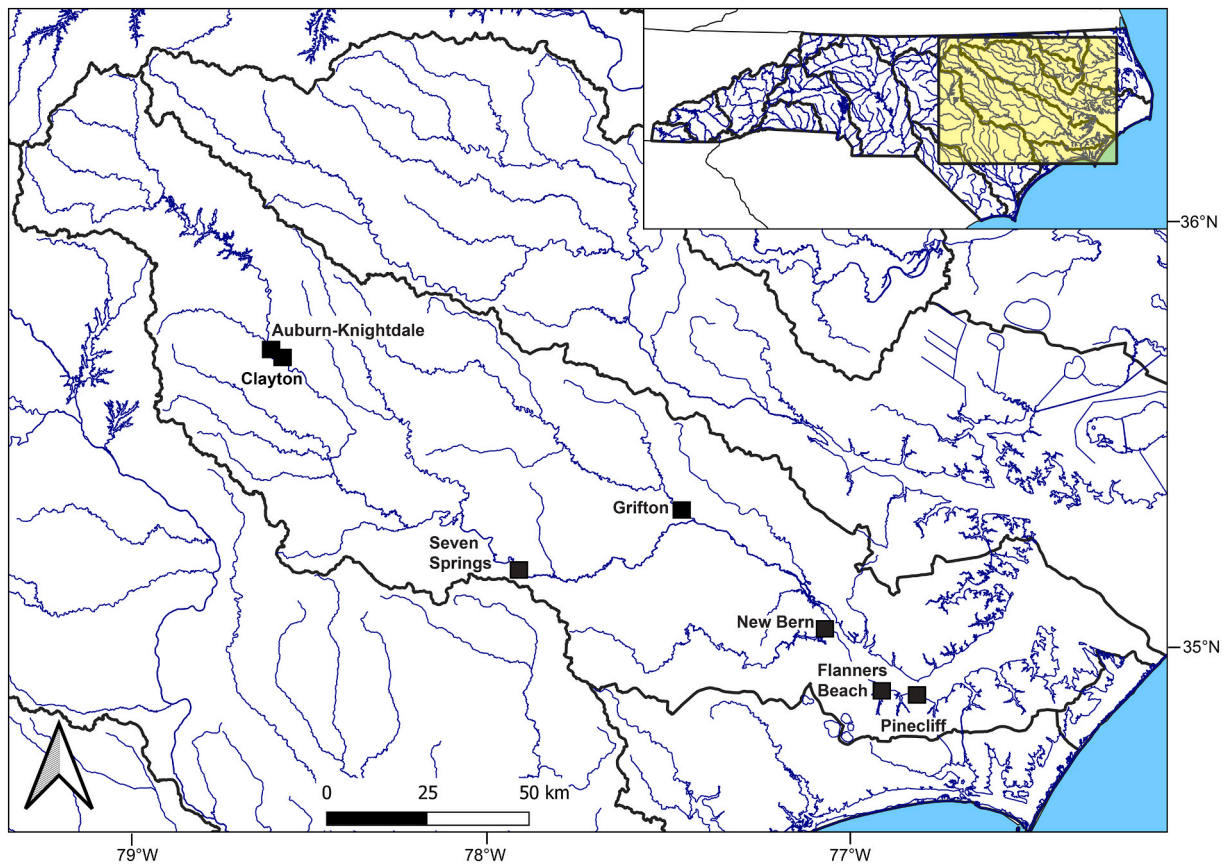 36°N
Auburn-Knightdale
Clayton
Grifton
Seven
Springs
New Bern
35°N
Flanners
Beach
Pinecliff
0 25 50 km
79°W 78°W 77°W